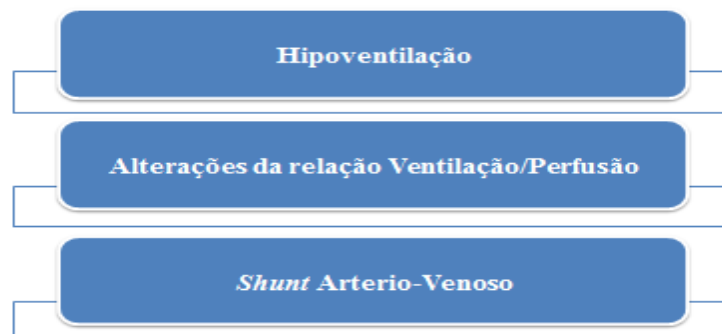 Hipoventilação
Alterações da relação Ventilação/Perfusão
Shunt Arterio-Venoso